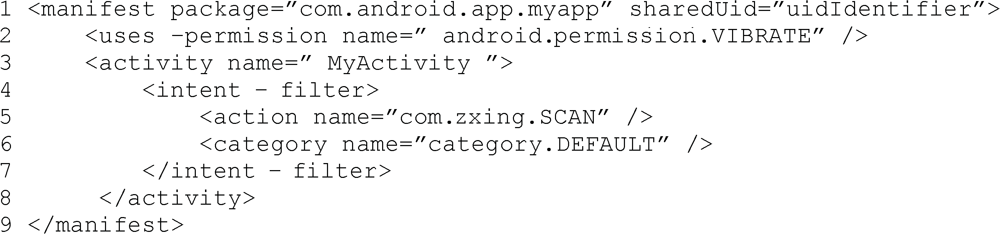 1 <manifest package=”com.android.app.myapp” sharedUid=”uidIdentifier”>
2     <uses -permission name=” android.permission.VIBRATE” />
3     <activity name=” MyActivity ”>
4         <intent - filter>
5             <action name=”com.zxing.SCAN” />
6             <category name=”category.DEFAULT” />
7         </intent - filter>
8      </activity>
9 </manifest>